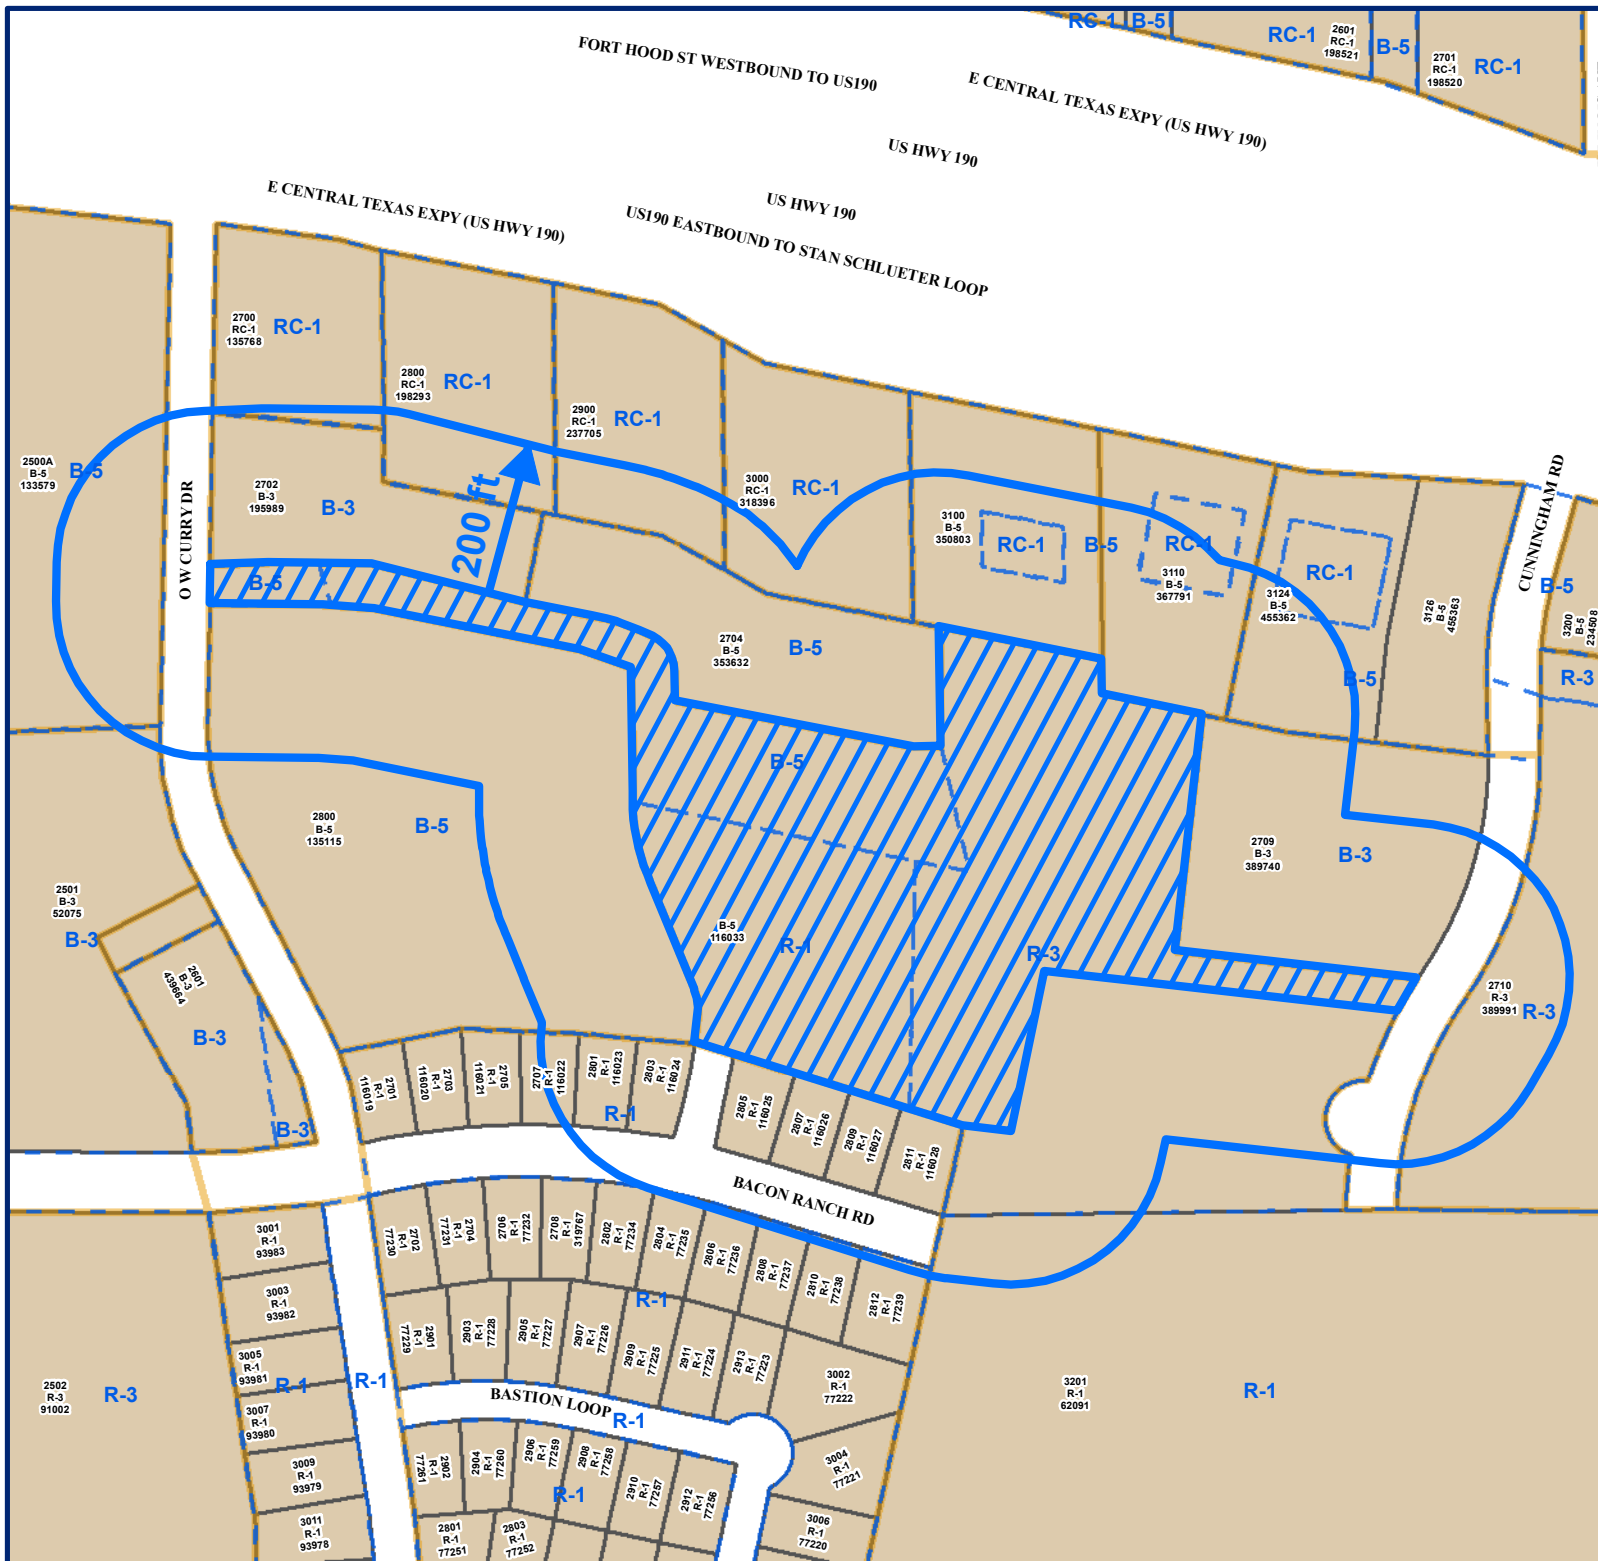 RC-1
B-5
RC-1
2601
RC-1
198521
B-5
2701
RC-1
198520
RC-1
FORT HOOD ST WESTBOUND TO US190
E CENTRAL TEXAS EXPY (US HWY 190)
US HWY 190
US HWY 190
E CENTRAL TEXAS EXPY (US HWY 190)
US190 EASTBOUND TO STAN SCHLUETER LOOP
2700
RC-1
135768
RC-1
2800
RC-1
198293
RC-1
2900
RC-1
237705
RC-1
3000
RC-1
318396
RC-1
2500A
B-5
133579
B-5
O W CURRY DR
2702
B-3
195989
B-3
200 ft
3100
B-5
350803
RC-1
B-5
3110
B-5
367791
RC-1
3124
B-5
455362
RC-1
3126
B-5
455363
B-5
CUNNINGHAM RD
B-5
3200
B-5
234508
R-3
B-5
2704
B-5
353632
B-5
B-5
2800
B-5
135115
B-5
2709
B-3
389740
B-3
2501
B-3
52075
B-3
B-5
116033
R-1
R-3
2601
B-3
439664
B-3
B-3
2710
R-3
389991
R-3
2701
R-1
116019
2703
R-1
116020
2705
R-1
116021
2707
R-1
116022
2801
R-1
116023
2803
R-1
116024
R-1
2805
R-1
116025
2807
R-1
116026
2809
R-1
116027
2811
R-1
116028
BACON RANCH RD
3001
R-1
93983
2702
R-1
77230
2704
R-1
77231
2706
R-1
77232
2708
R-1
319767
2802
R-1
77234
2804
R-1
77235
2806
R-1
77236
2808
R-1
77237
2810
R-1
77238
2812
R-1
77239
3003
R-1
93982
R-1
2901
R-1
77229
2903
R-1
77228
2905
R-1
77227
2907
R-1
77226
2909
R-1
77225
2911
R-1
77224
2913
R-1
77223
3005
R-1
93981
R-1
R-1
2502
R-3
91002
R-3
3002
R-1
77222
3201
R-1
62091
R-1
3007
R-1
93980
BASTION LOOP
R-1
3009
R-1
93979
2902
R-1
77261
2904
R-1
77260
2906
R-1
77259
2908
R-1
77258
R-1
2910
R-1
77257
2912
R-1
77256
3004
R-1
77221
3011
R-1
93978
2801
R-1
77251
2803
R-1
77252
3006
R-1
77220